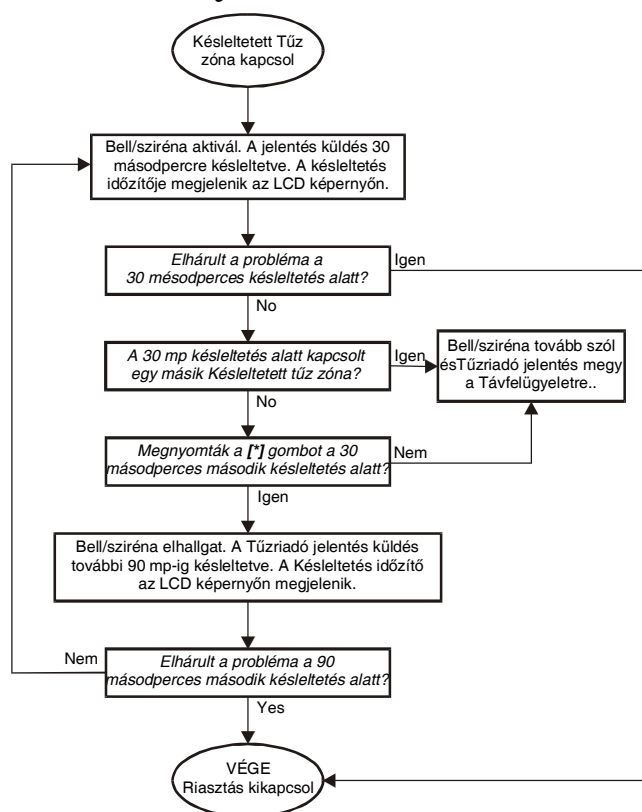 Késleltetett Tűz
zóna kapcsol
Bell/sziréna aktivál. A jelentés küldés 30
másodpercre késleltetve. A késleltetés
időzítője megjelenik az LCD képernyőn.
Elhárult a probléma a
30 mésodperces késleltetés alatt?
Igen
No
A 30 mp késleltetés alatt kapcsolt
egy másik Késleltetett tűz zóna?
Igen
Bell/sziréna tovább szól
ésTűzriadó jelentés megy
a Távfelügyeletre..
No
Megnyomták a [*] gombot a 30
másodperces második késleltetés alatt?
Nem
Igen
Bell/sziréna elhallgat. A Tűzriadó jelentés küldés
további 90 mp-ig késleltetve. A Késleltetés időzítő
az LCD képernyőn megjelenik.
Nem
Elhárult a probléma a 90
másodperces második késleltetés alatt?
Yes
VÉGE
Riasztás kikapcsol